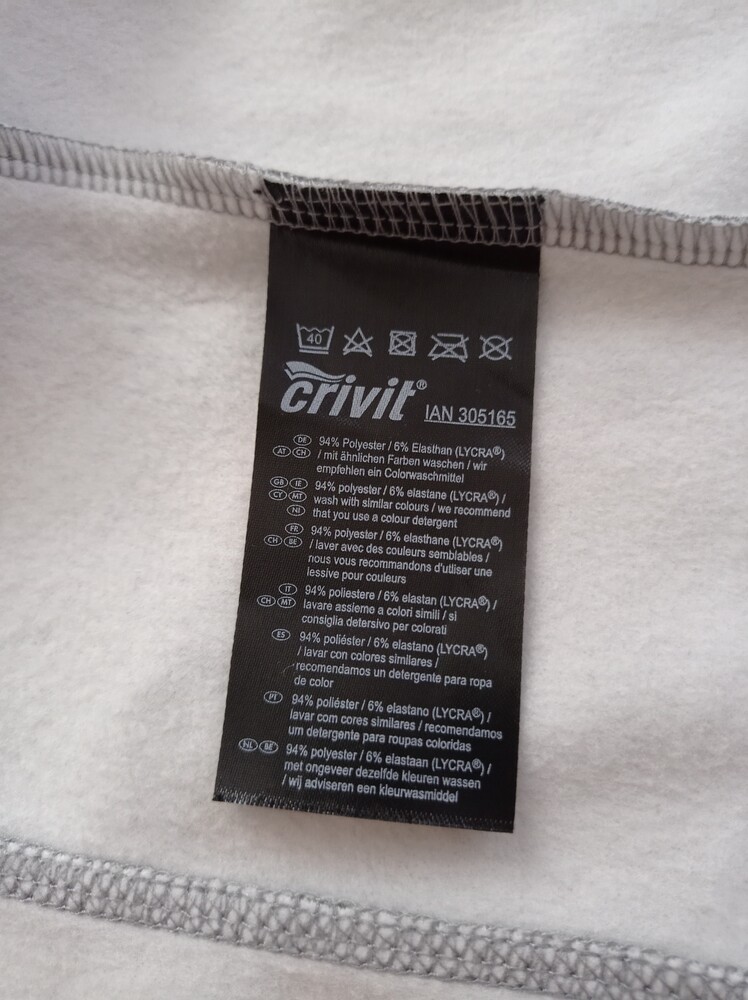 40
crivit® IAN 305165
DE AT CH 94% Polyester / 6% Elasthan (LYCRA®)
/ mit ähnlichen Farben waschen / wir
empfehlen ein Colorwaschmittel
GB IE 94% polyester / 6% elastane (LYCRA®) /
CY MT wash with similar colours / we recommend
NI that you use a colour detergent
FR 94% polyester / 6% elasthane (LYCRA®)
CH BE / laver avec des couleurs semblables /
nous vous recommandons d'utliser une
lessive pour couleurs
IT 94% poliestere / 6% elastan (LYCRA®) /
CH MT lavare assieme a colori simili / si
consiglia detersivo per colorati
ES 94% poliéster / 6% elastano (LYCRA®)
/ lavar con colores similares /
recomendamos un detergente para ropa
de color
PT 94% poliéster / 6% elastano (LYCRA®) /
lavar com cores similares / recomendamos
um detergente para roupas coloridas
NL BE 94% polyester / 6% elastaan (LYCRA®) /
met ongeveer dezelfde kleuren wassen
/ wij adviseren een kleurwasmiddel